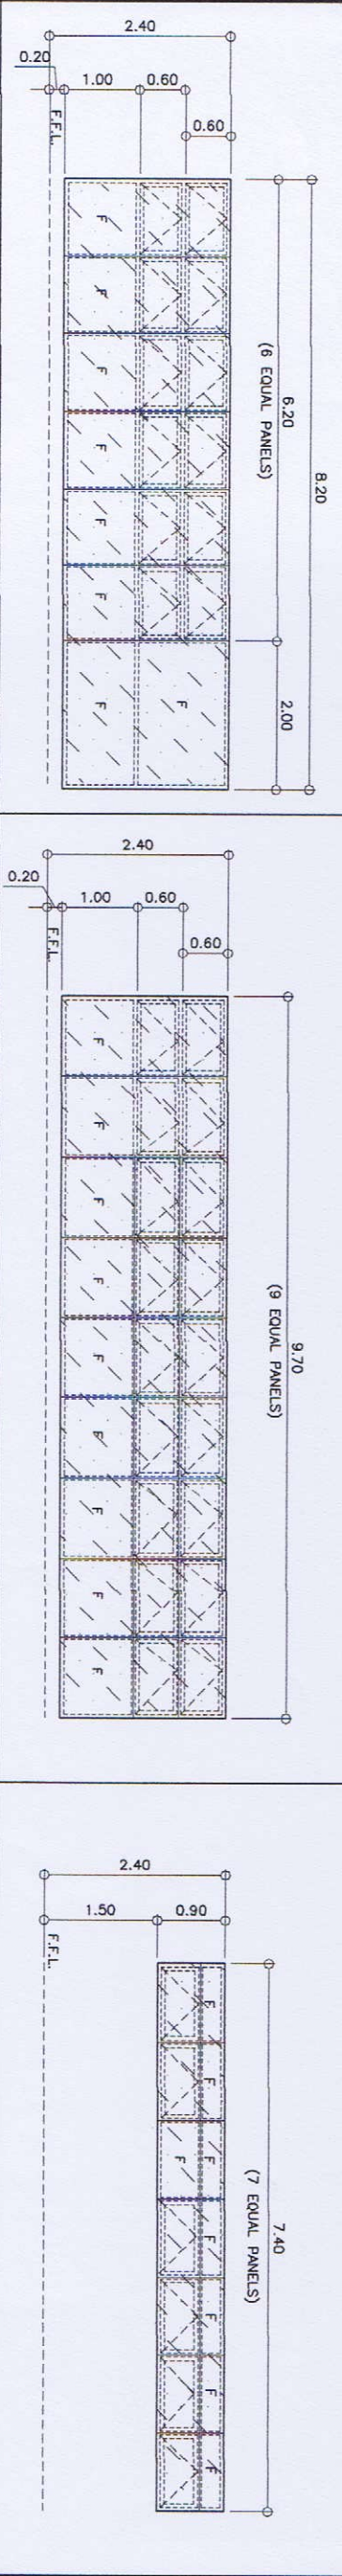 2.40
0.20
1.00
0.60
0.60
F.F.L.
8.20
6.20
(6 EQUAL PANELS)
2.00
F F F F F F F
F
2.40
0.20
1.00
0.60
0.60
F.F.L.
9.70
(9 EQUAL PANELS)
F F F F F F F F F
2.40
1.50
0.90
F.F.L.
7.40
(7 EQUAL PANELS)
F F F F F F F
F